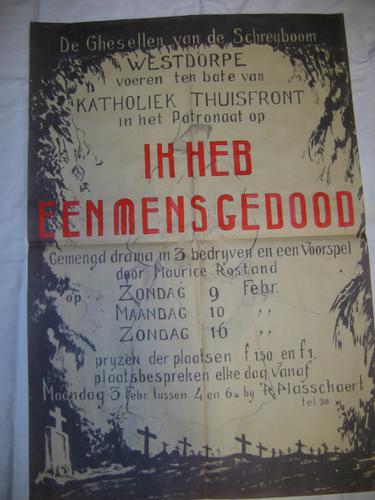 De Ghesellen van de Schreyboom
WESTDORPE
voeren ten bate van
KATHOLIEK THUISFRONT
in het Patronaat op
IK HEB
EEN MENS GEDOOD
Gemengd drama in 3 bedrijven en een Voorspel
door Maurice Rostand
op ZONDAG 9 Febr.
MAANDAG 10 ,,
ZONDAG 16 ,,
pryzen der plaatsen f 1.50 en f 1.
plaatsbespreken elke dag vanaf
Maandag 3 Febr. tussen 4 en 6 u. by R. Plasschaert
tel. 38